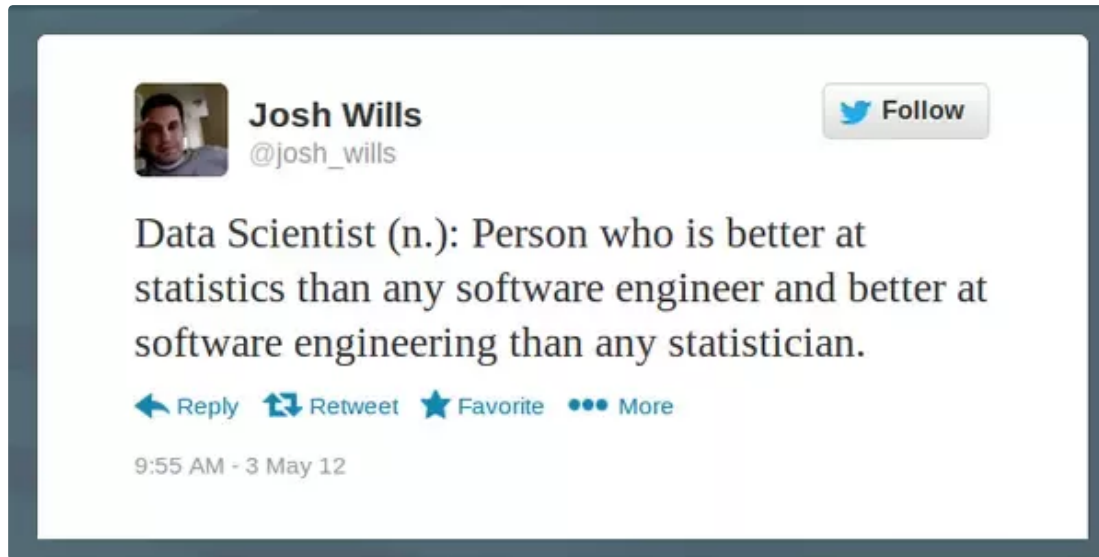 Josh Wills
@josh_wills
Follow
Data Scientist (n.): Person who is better at
statistics than any software engineer and better at
software engineering than any statistician.
Reply Retweet Favorite More
9:55 AM - 3 May 12